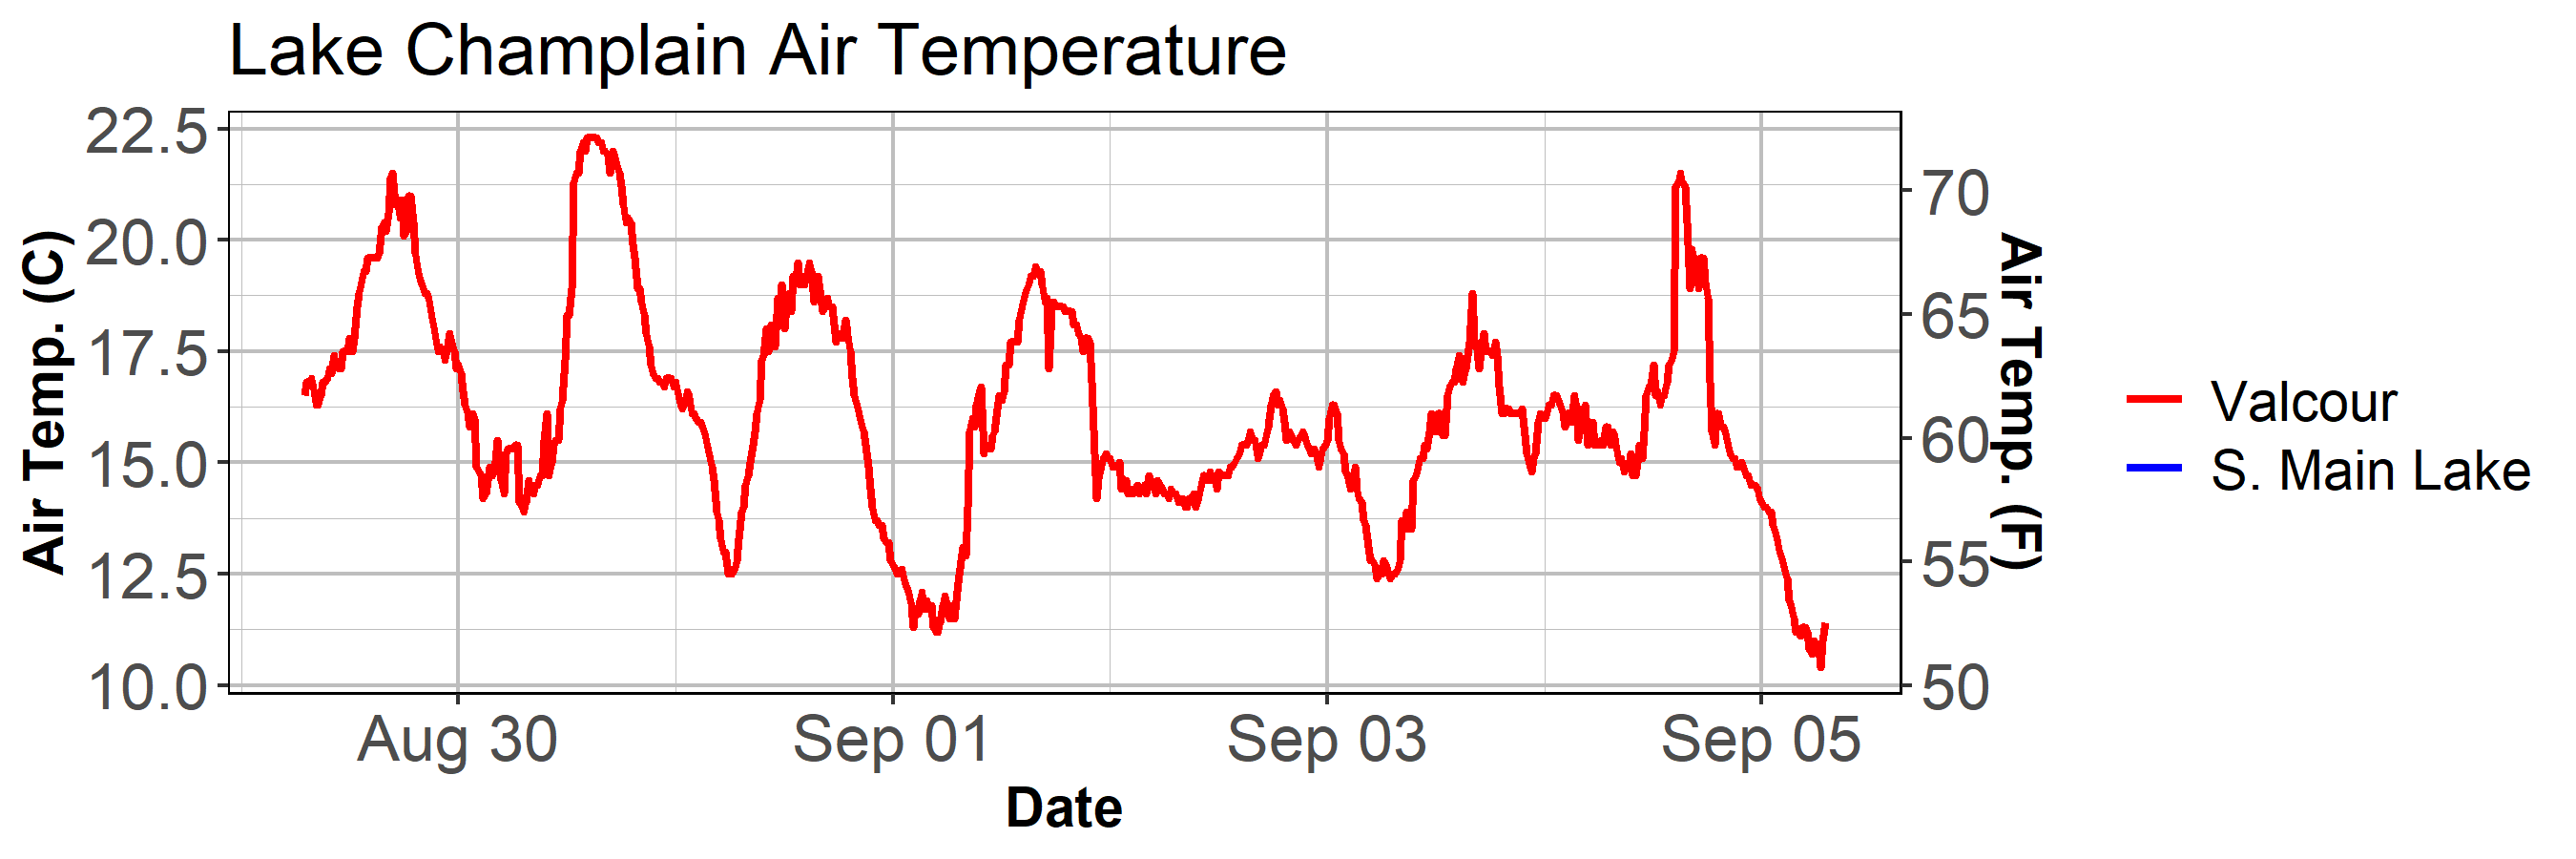 Lake Champlain Air Temperature
22.5
20.0
17.5
15.0
12.5
10.0
Air Temp. (C)
70
65
60
55
50
Air Temp. (F)
Aug 30
Sep 01
Sep 03
Sep 05
Date
Valcour
S. Main Lake